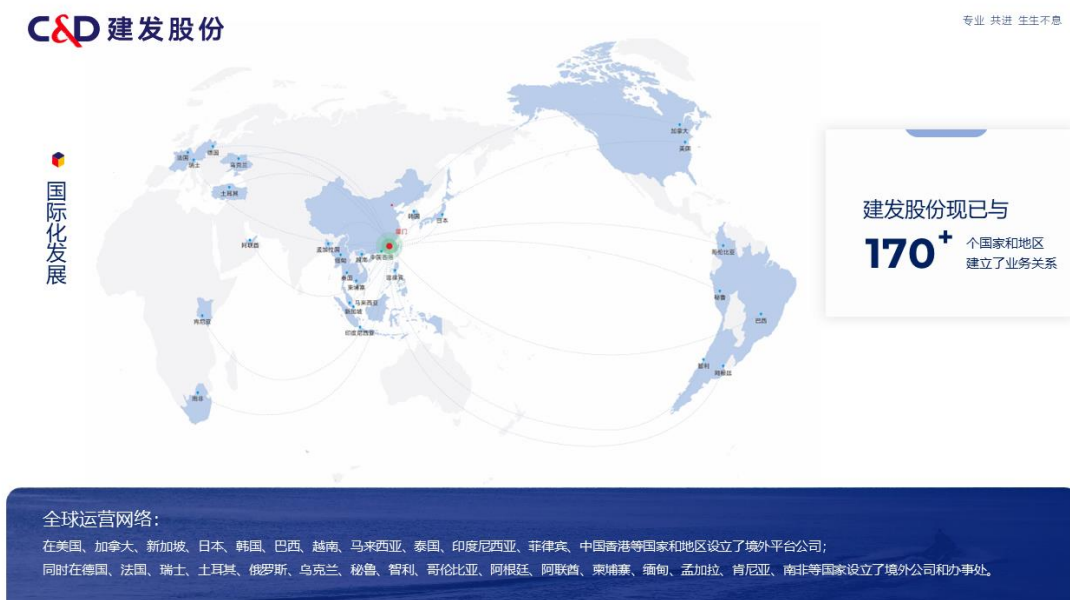 C&D 建发股份
专业 共进 生生不息
国际化发展
加拿大
美国
法国
德国
瑞士
乌克兰
土耳其
韩国
日本
厦门
阿联酋
孟加拉国
中国香港
缅甸
越南
泰国
菲律宾
柬埔寨
马来西亚
新加坡
印度尼西亚
肯尼亚
南非
哥伦比亚
秘鲁
巴西
智利
阿根廷
建发股份现已与
170+ 个国家和地区
建立了业务关系
全球运营网络：
在美国、加拿大、新加坡、日本、韩国、巴西、越南、马来西亚、泰国、印度尼西亚、菲律宾、中国香港等国家和地区设立了境外平台公司；
同时在德国、法国、瑞士、土耳其、俄罗斯、乌克兰、秘鲁、智利、哥伦比亚、阿根廷、阿联酋、柬埔寨、缅甸、孟加拉、肯尼亚、南非等国家设立了境外公司和办事处。